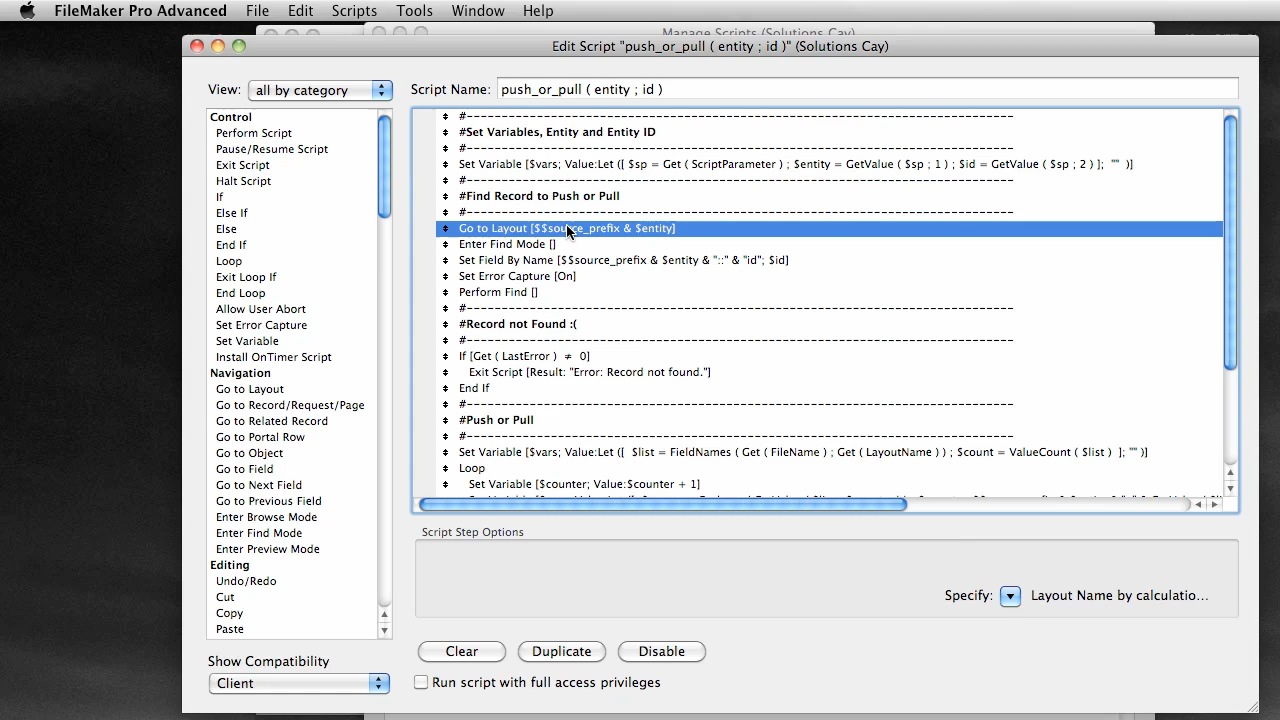 FileMaker Pro Advanced File Edit Scripts Tools Window Help
Manage Scripts (Solutions Cay)
Edit Script "push_or_pull ( entity ; id )" (Solutions Cay)
View: all by category
Script Name: push_or_pull ( entity ; id )
Control
Perform Script
Pause/Resume Script
Exit Script
Halt Script
If
Else If
Else
End If
Loop
Exit Loop If
End Loop
Allow User Abort
Set Error Capture
Set Variable
Install OnTimer Script
Navigation
Go to Layout
Go to Record/Request/Page
Go to Related Record
Go to Portal Row
Go to Object
Go to Field
Go to Next Field
Go to Previous Field
Enter Browse Mode
Enter Find Mode
Enter Preview Mode
Editing
Undo/Redo
Cut
Copy
Paste
#Set Variables, Entity and Entity ID
Set Variable [$vars; Value:Let ([ $sp = Get ( ScriptParameter ) ; $entity = GetValue ( $sp ; 1 ) ; $id = GetValue ( $sp ; 2 ) ];  ""  )]
#Find Record to Push or Pull
Go to Layout [$$source_prefix & $entity]
Enter Find Mode []
Set Field By Name [$$source_prefix & $entity & "::" & "id"; $id]
Set Error Capture [On]
Perform Find []
#Record not Found :(
If [Get ( LastError ) ≠ 0]
Exit Script [Result: "Error: Record not found."]
End If
#Push or Pull
Set Variable [$vars; Value:Let ([  $list = FieldNames ( Get ( FileName ) ; Get ( LayoutName ) ) ; $count = ValueCount ( $list )  ]; "" )]
Loop
Set Variable [$counter; Value:$counter + 1]
Script Step Options
Specify: Layout Name by calculatio...
Clear Duplicate Disable
Show Compatibility
Client
Run script with full access privileges